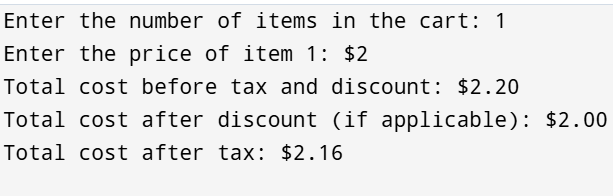 Enter the number of items in the cart: 1
Enter the price of item 1: $2
Total cost before tax and discount: $2.20
Total cost after discount (if applicable): $2.00
Total cost after tax: $2.16